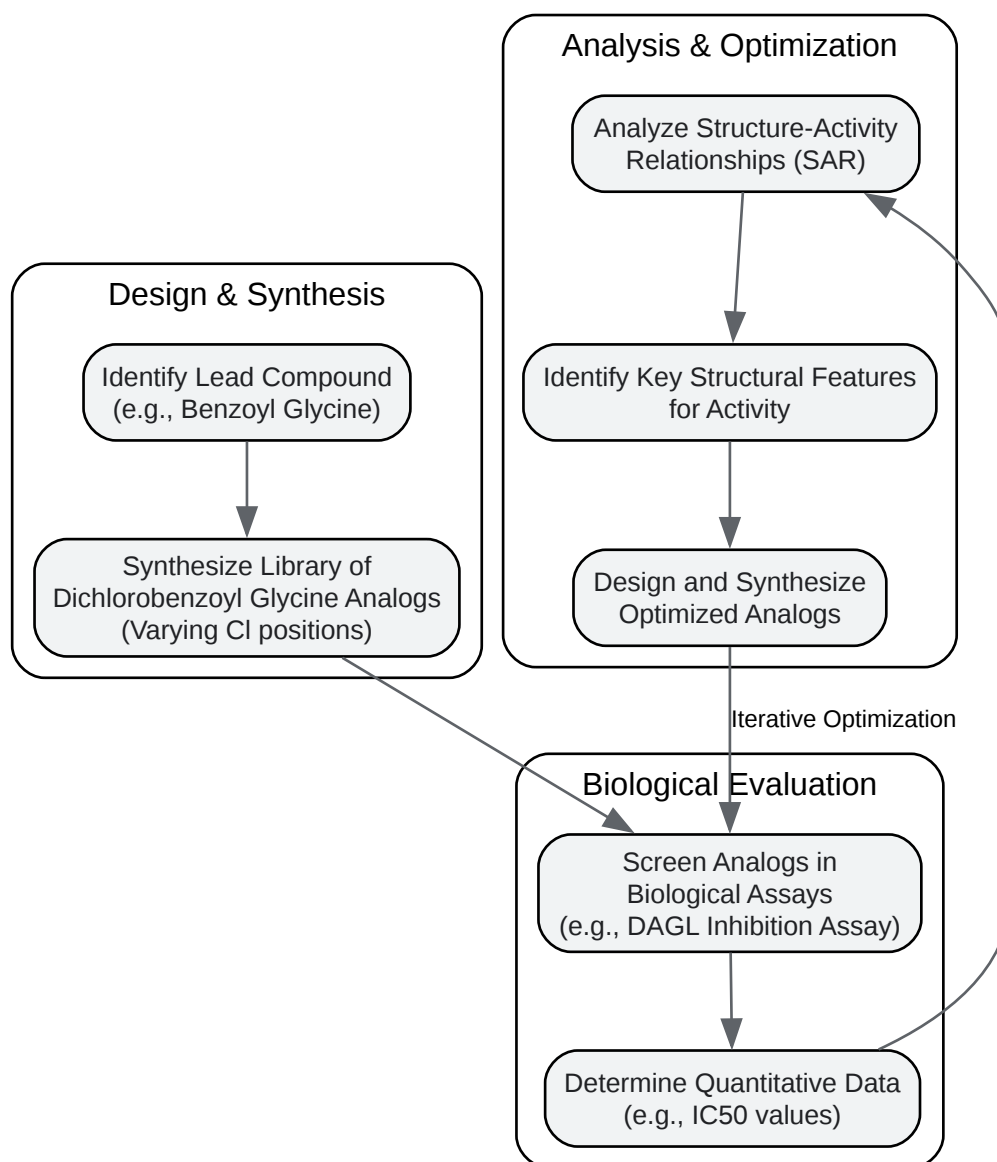 Analysis & Optimization
Analyze Structure-Activity
Relationships (SAR)
Identify Key Structural Features
for Activity
Design and Synthesize
Optimized Analogs
Design & Synthesis
Identify Lead Compound
(e.g., Benzoyl Glycine)
Synthesize Library of
Dichlorobenzoyl Glycine Analogs
(Varying Cl positions)
Iterative Optimization
Biological Evaluation
Screen Analogs in
Biological Assays
(e.g., DAGL Inhibition Assay)
Determine Quantitative Data
(e.g., IC50 values)